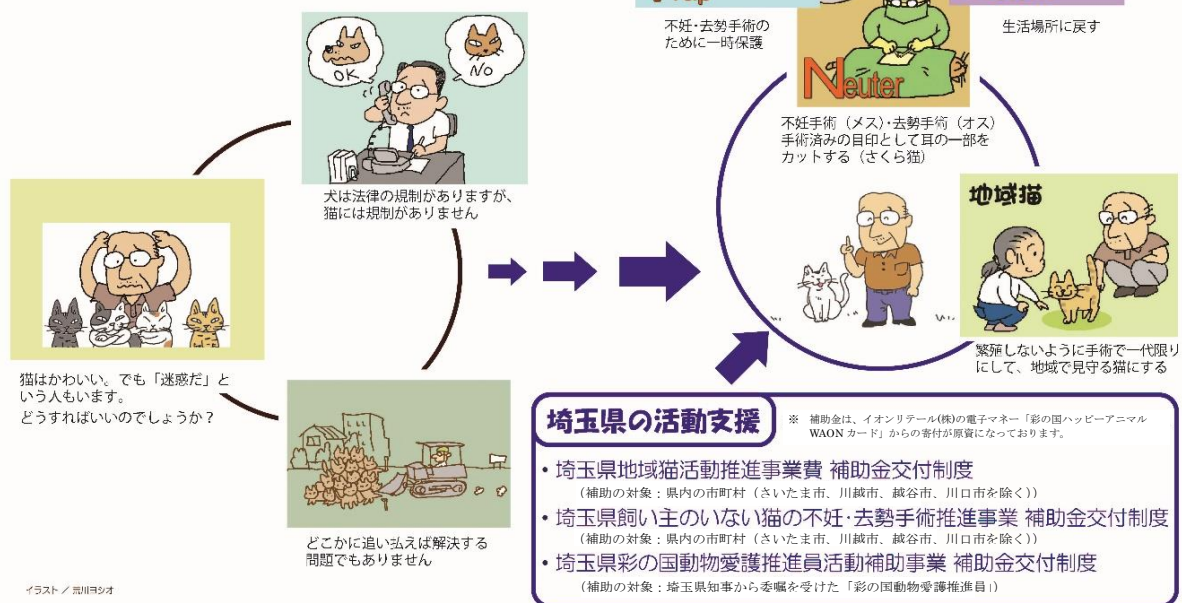 不妊・去勢手術の
ために一時保護
生活場所に戻す
Neuter
不妊手術（メス）・去勢手術（オス）
手術済みの目印として耳の一部を
カットする（さくら猫）
OK
NO
犬は法律の規制がありますが、
猫には規制がありません
猫はかわいい。でも「迷惑だ」と
いう人もいます。
どうすればいいのでしょうか？
どこかに追い払えば解決する
問題でもありません
地域猫
繁殖しないように手術で一代限り
にして、地域で見守る猫にする
埼玉県の活動支援
※ 補助金は、イオンリテール(株)の電子マネー「彩の国ハッピーアニマル
WAON カード」からの寄付が原資になっております。
・埼玉県地域猫活動推進事業費 補助金交付制度
（補助の対象：県内の市町村（さいたま市、川越市、越谷市、川口市を除く））
・埼玉県飼い主のいない猫の不妊・去勢手術推進事業 補助金交付制度
（補助の対象：県内の市町村（さいたま市、川越市、越谷市、川口市を除く））
・埼玉県彩の国動物愛護推進員活動補助事業 補助金交付制度
（補助の対象：埼玉県知事から委嘱を受けた「彩の国動物愛護推進員」）
イラスト／荒川ヨシオ